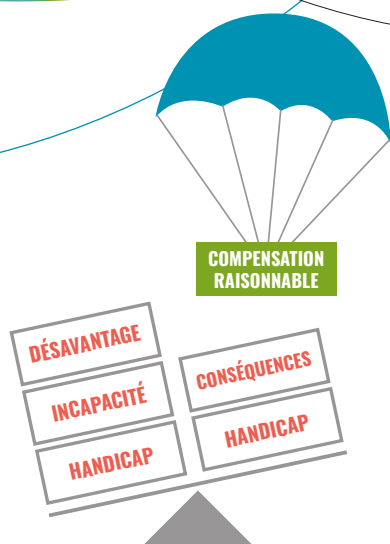 COMPENSATION
RAISONNABLE
DÉSAVANTAGE
INCAPACITÉ
HANDICAP
CONSÉQUENCES
HANDICAP